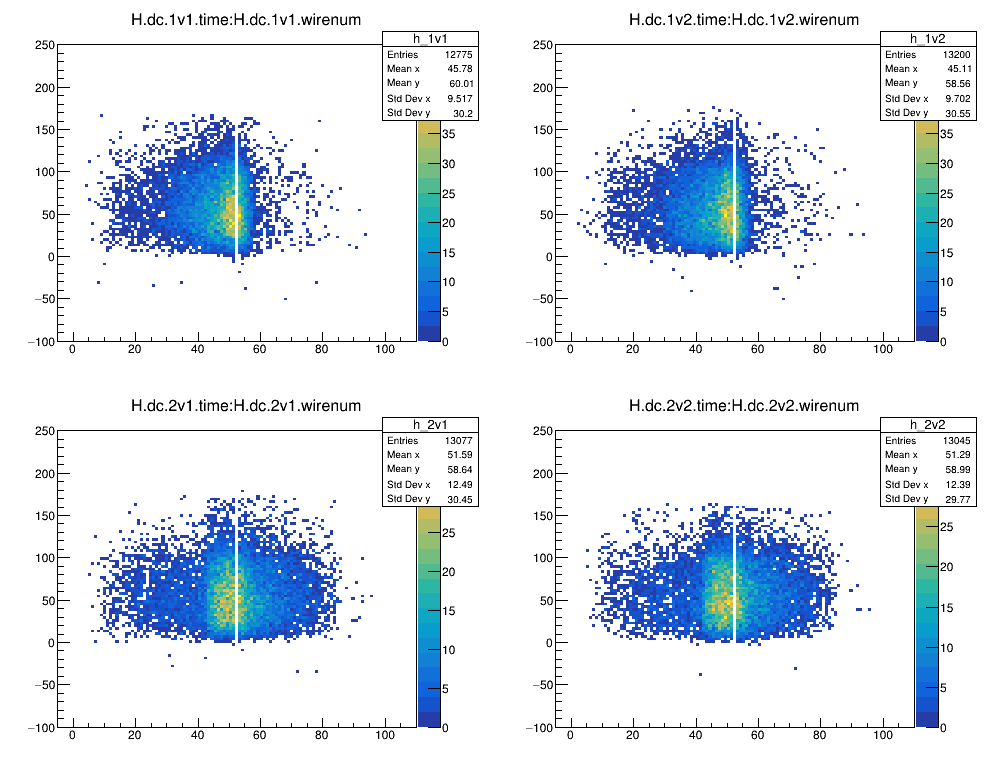 H.dc.1v1.time:H.dc.1v1.wirenum
h_1v1
Entries 12775
Mean x 45.78
Mean y 60.01
Std Dev x 9.517
Std Dev y 30.2
250
200
150
100
50
0
−50
−100
0 20 40 60 80 100
35
30
25
20
15
10
5
0
H.dc.1v2.time:H.dc.1v2.wirenum
h_1v2
Entries 13200
Mean x 45.11
Mean y 58.56
Std Dev x 9.702
Std Dev y 30.55
250
200
150
100
50
0
−50
−100
0 20 40 60 80 100
35
30
25
20
15
10
5
0
H.dc.2v1.time:H.dc.2v1.wirenum
h_2v1
Entries 13077
Mean x 51.59
Mean y 58.64
Std Dev x 12.49
Std Dev y 30.45
250
200
150
100
50
0
−50
−100
0 20 40 60 80 100
25
20
15
10
5
0
H.dc.2v2.time:H.dc.2v2.wirenum
h_2v2
Entries 13045
Mean x 51.29
Mean y 58.99
Std Dev x 12.39
Std Dev y 29.77
250
200
150
100
50
0
−50
−100
0 20 40 60 80 100
25
20
15
10
5
0